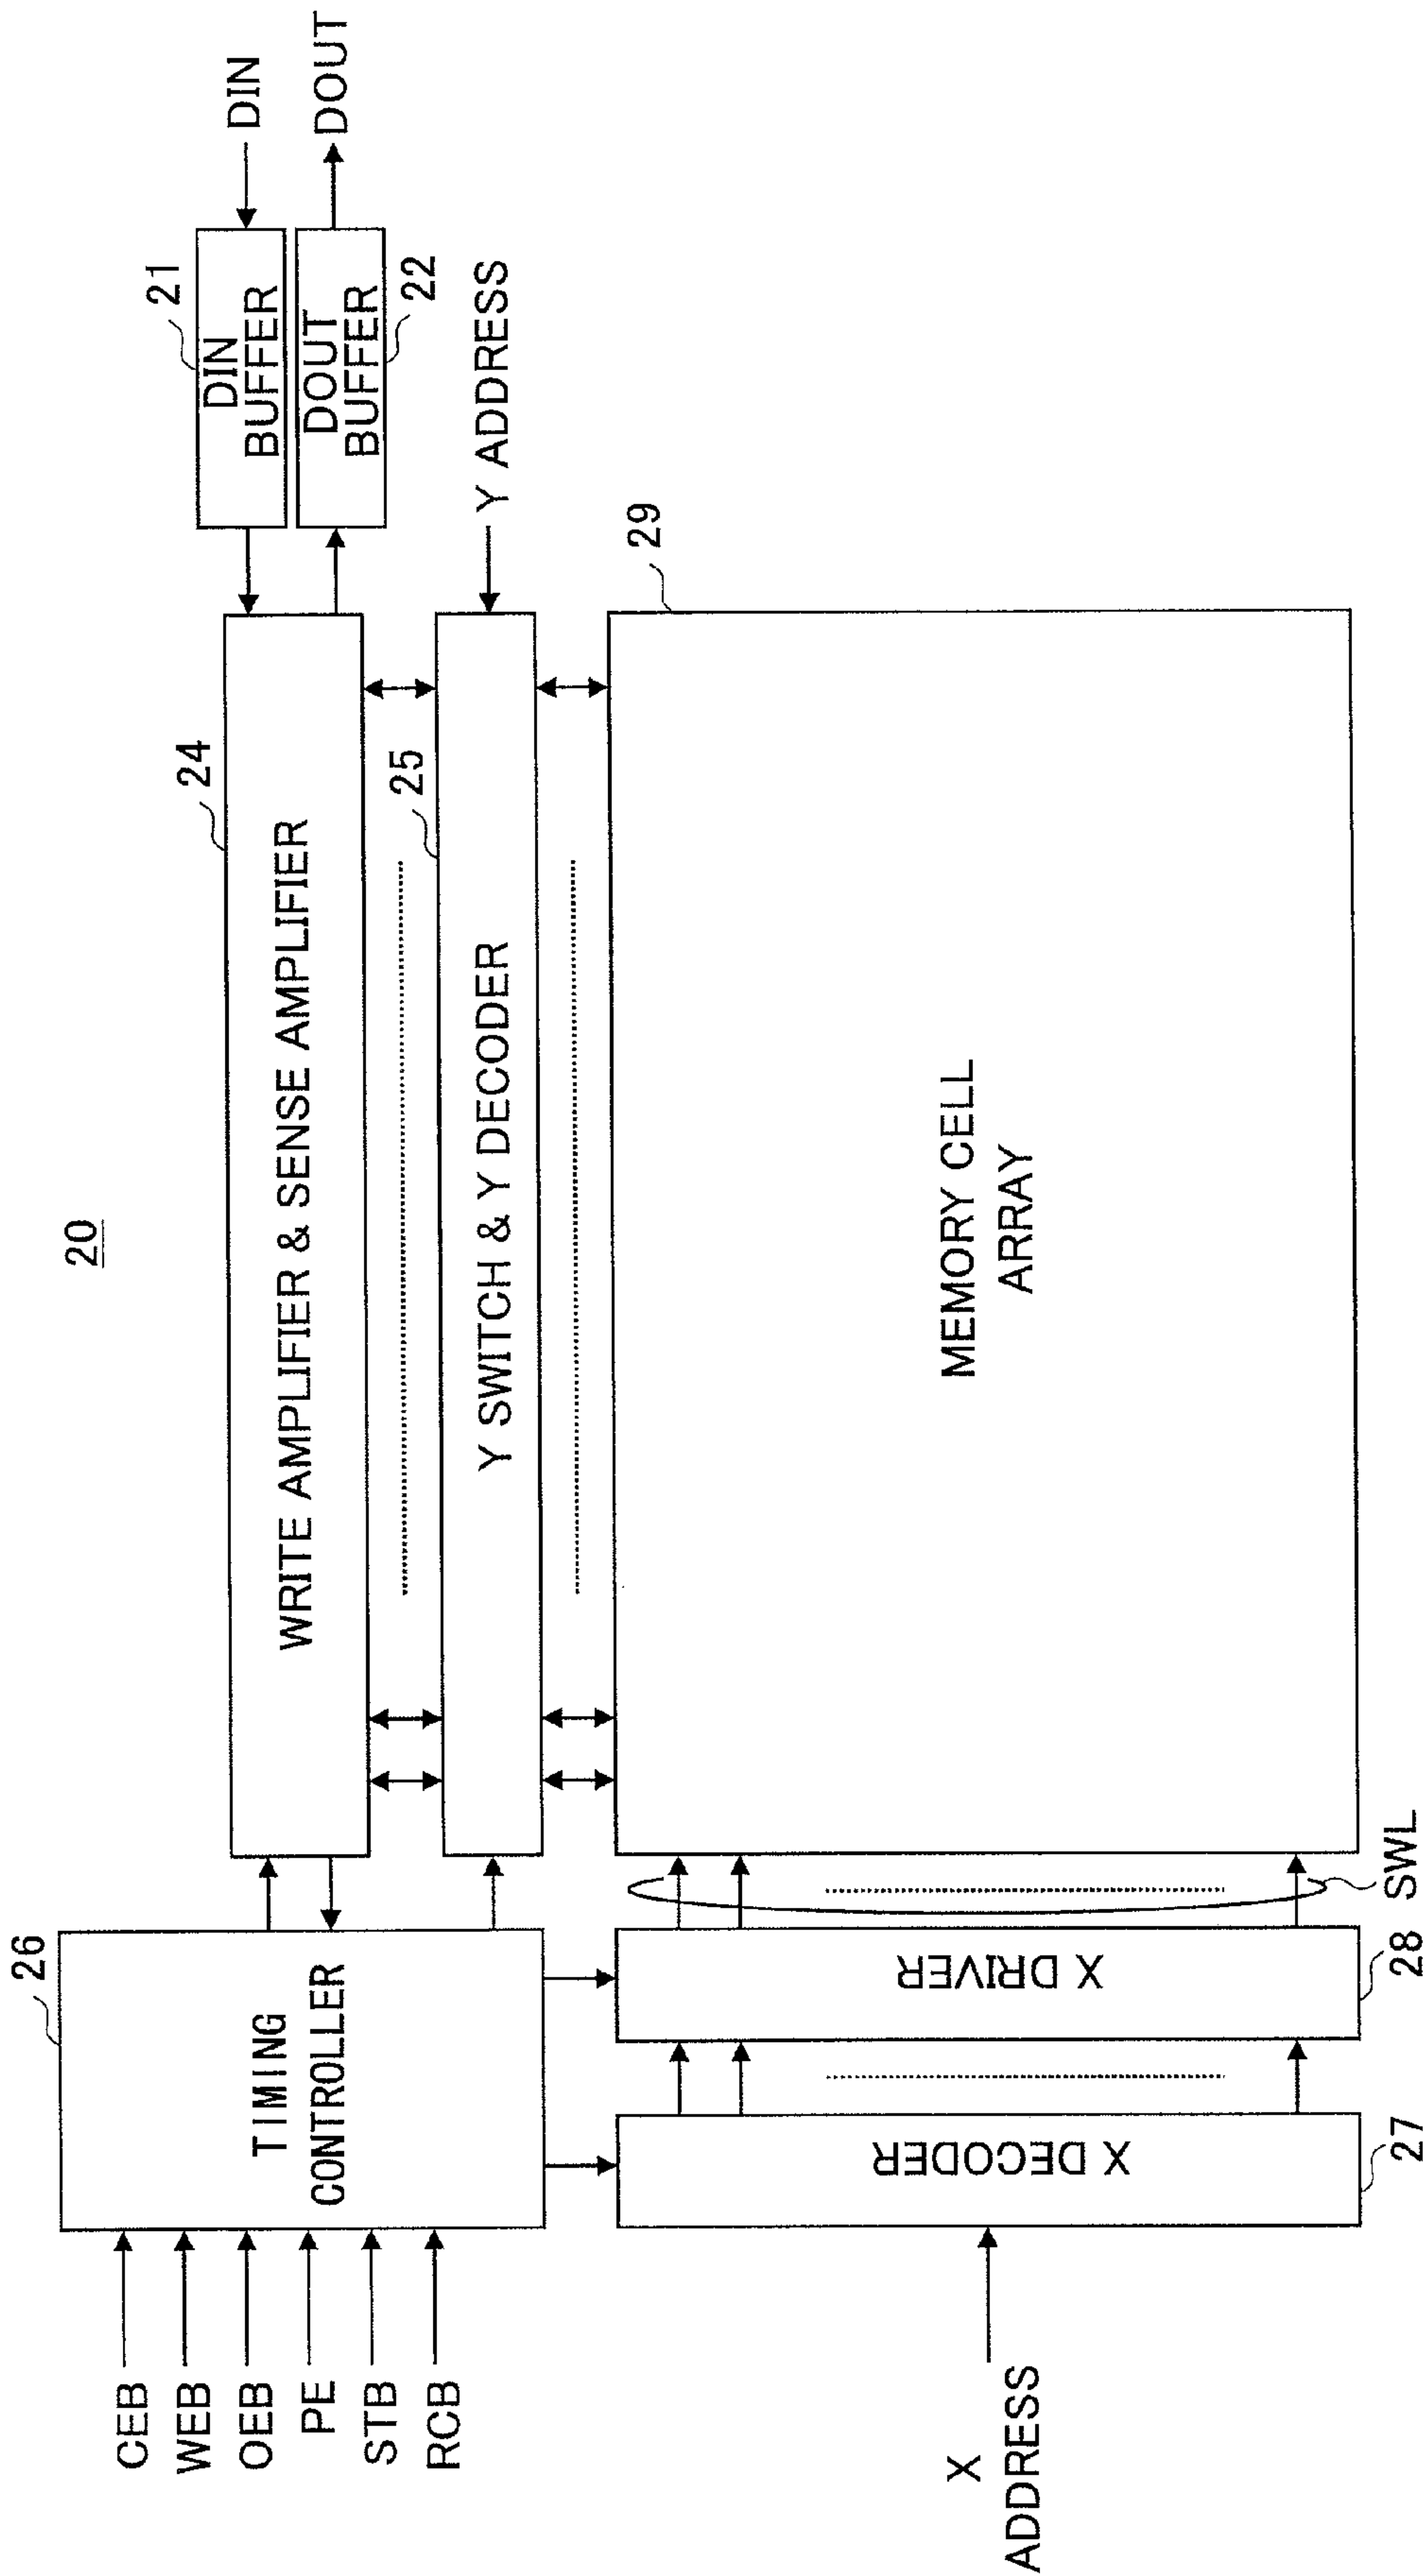 20
26
TIMING
CONTROLLER
CEB
WEB
OEB
PE
STB
RCB
24
WRITE AMPLIFIER & SENSE AMPLIFIER
21
DIN
BUFFER
DIN
DOUT
BUFFER
22
DOUT
25
Y SWITCH & Y DECODER
Y ADDRESS
29
MEMORY CELL
ARRAY
X
ADDRESS
X DECODER
27
X DRIVER
28
SWL